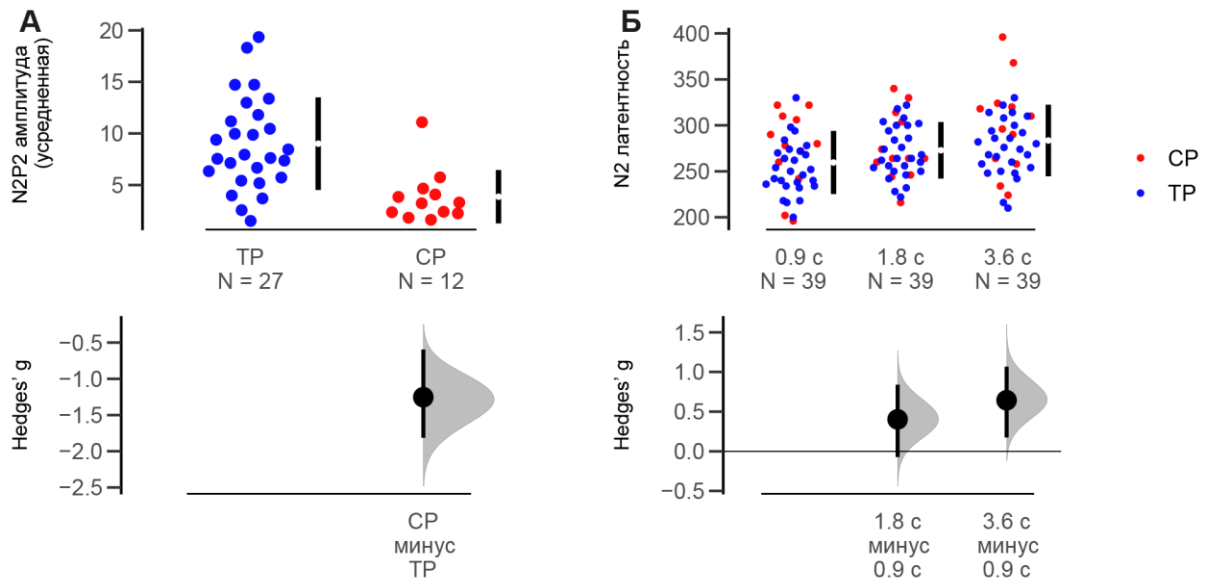 А
N2P2 амплитуда
(усредненная)
20
15
10
5
ТР
N = 27
СР
N = 12
Hedges' g
−0.5
−1.0
−1.5
−2.0
−2.5
СР
минус
ТР
Б
N2 латентность
400
350
300
250
200
0.9 с
N = 39
1.8 с
N = 39
3.6 с
N = 39
СР
ТР
Hedges' g
1.5
1.0
0.5
0.0
−0.5
1.8 с
минус
0.9 с
3.6 с
минус
0.9 с